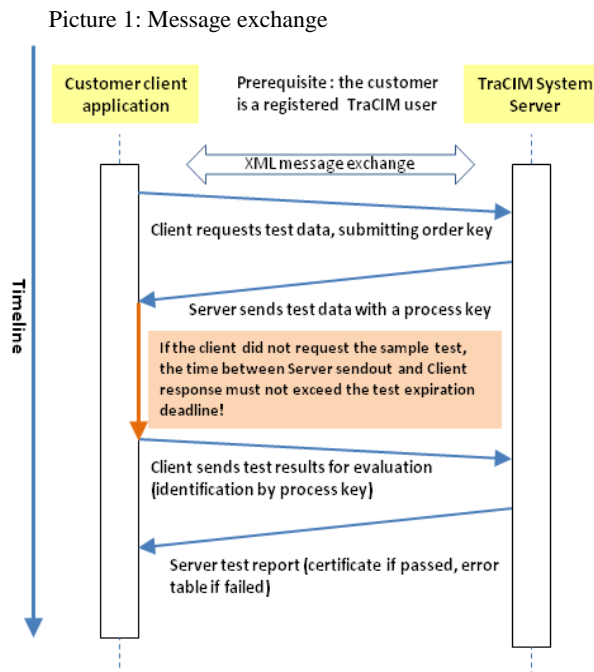 Picture 1: Message exchange
Customer client
application
Prerequisite : the customer
is a registered TraCIM user
TraCIM System
Server
XML message exchange
Client requests test data, submitting order key
Server sends test data with a process key
Timeline
If the client did not request the sample test,
the time between Server sendout and Client
response must not exceed the test expiration
deadline!
Client sends test results for evaluation
(identification by process key)
Server test report (certificate if passed, error
table if failed)